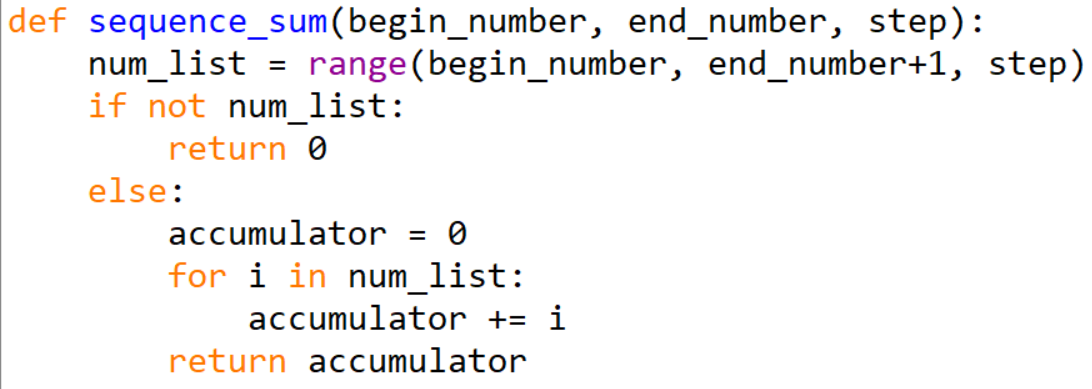 def sequence_sum(begin_number, end_number, step):
    num_list = range(begin_number, end_number+1, step)
    if not num_list:
        return 0
    else:
        accumulator = 0
        for i in num_list:
            accumulator += i
        return accumulator